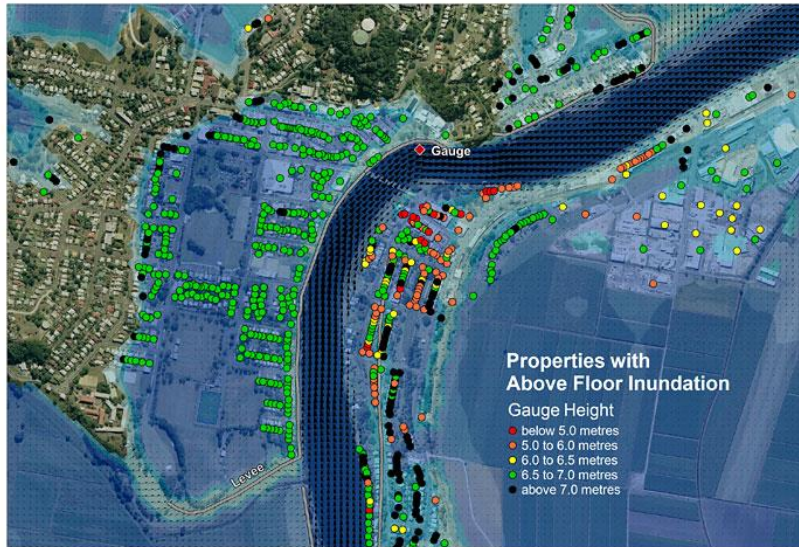 Gauge
Properties with
Above Floor Inundation
Gauge Height
below 5.0 metres
5.0 to 6.0 metres
6.0 to 6.5 metres
6.5 to 7.0 metres
above 7.0 metres
Levee